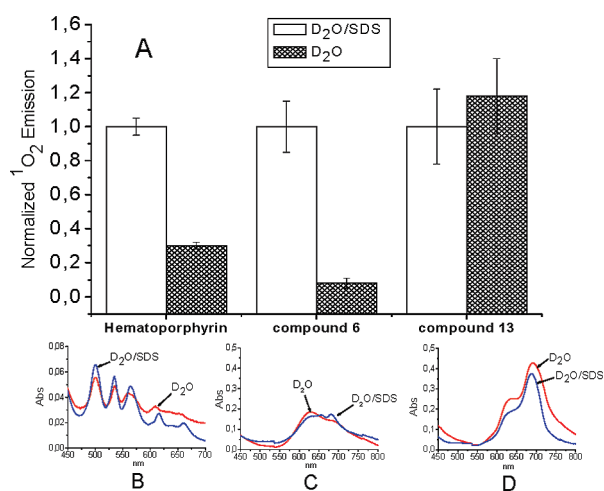 A
D₂O/SDS
D₂O
Normalized ¹O₂ Emission
1,6
1,4
1,2
1,0
0,8
0,6
0,4
0,2
0,0
Hematoporphyrin
compound 6
compound 13
0,08
0,06
0,04
0,02
0,00
Abs
D₂O/SDS
D₂O
450 500 550 600 650 700
nm
B
0,5
0,4
0,3
0,2
0,1
0,0
Abs
D₂O
D₂O/SDS
450 500 550 600 650 700 750 800
nm
C
0,5
0,4
0,3
0,2
0,1
0,0
Abs
D₂O
D₂O/SDS
500 600 700 800
nm
D